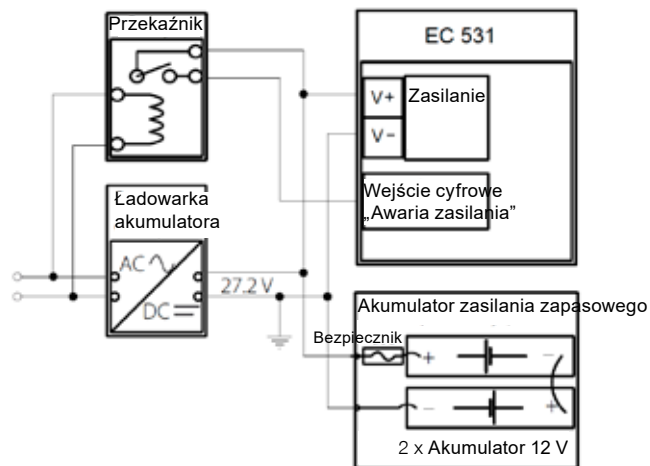 Przekaźnik
EC 531
V+
Zasilanie
V-
Wejście cyfrowe
„Awaria zasilania”
Ładowarka
akumulatora
AC
DC
27.2 V
Akumulator zasilania zapasowego
Bezpiecznik
+
-
-
+
2 x Akumulator 12 V